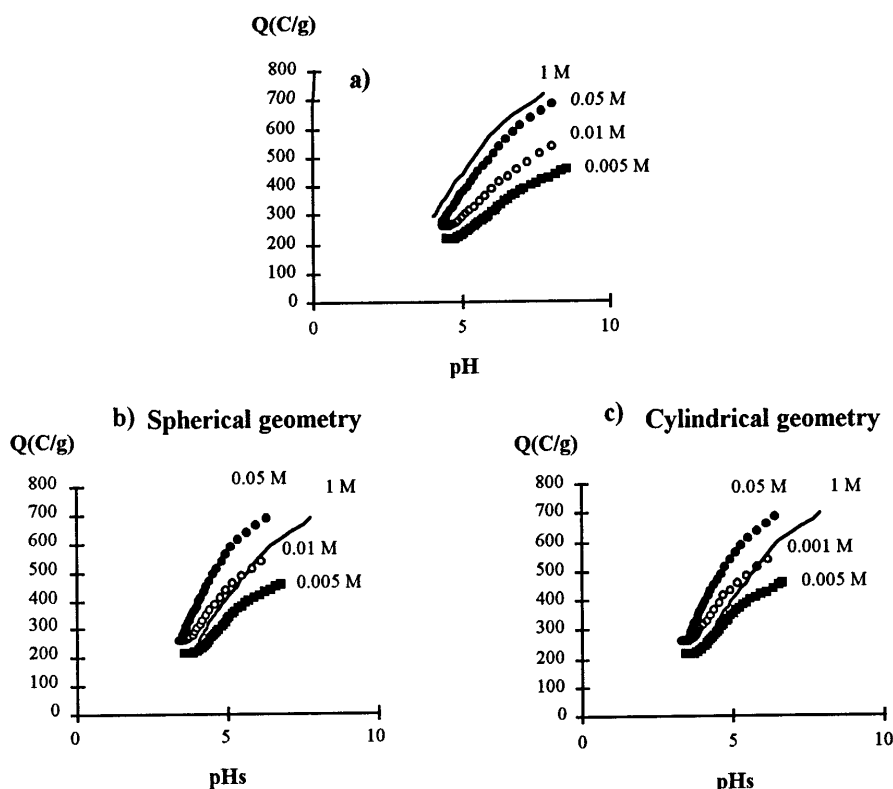 Q(C/g)
a)
800
700
600
500
400
300
200
100
0
1 M
0.05 M
0.01 M
0.005 M
0
5
10
pH
b) Spherical geometry
Q(C/g)
800
700
600
500
400
300
200
100
0
0.05 M
1 M
0.01 M
0.005 M
0
5
10
pHs
c) Cylindrical geometry
Q(C/g)
800
700
600
500
400
300
200
100
0
0.05 M
1 M
0.001 M
0.005 M
0
5
10
pHs